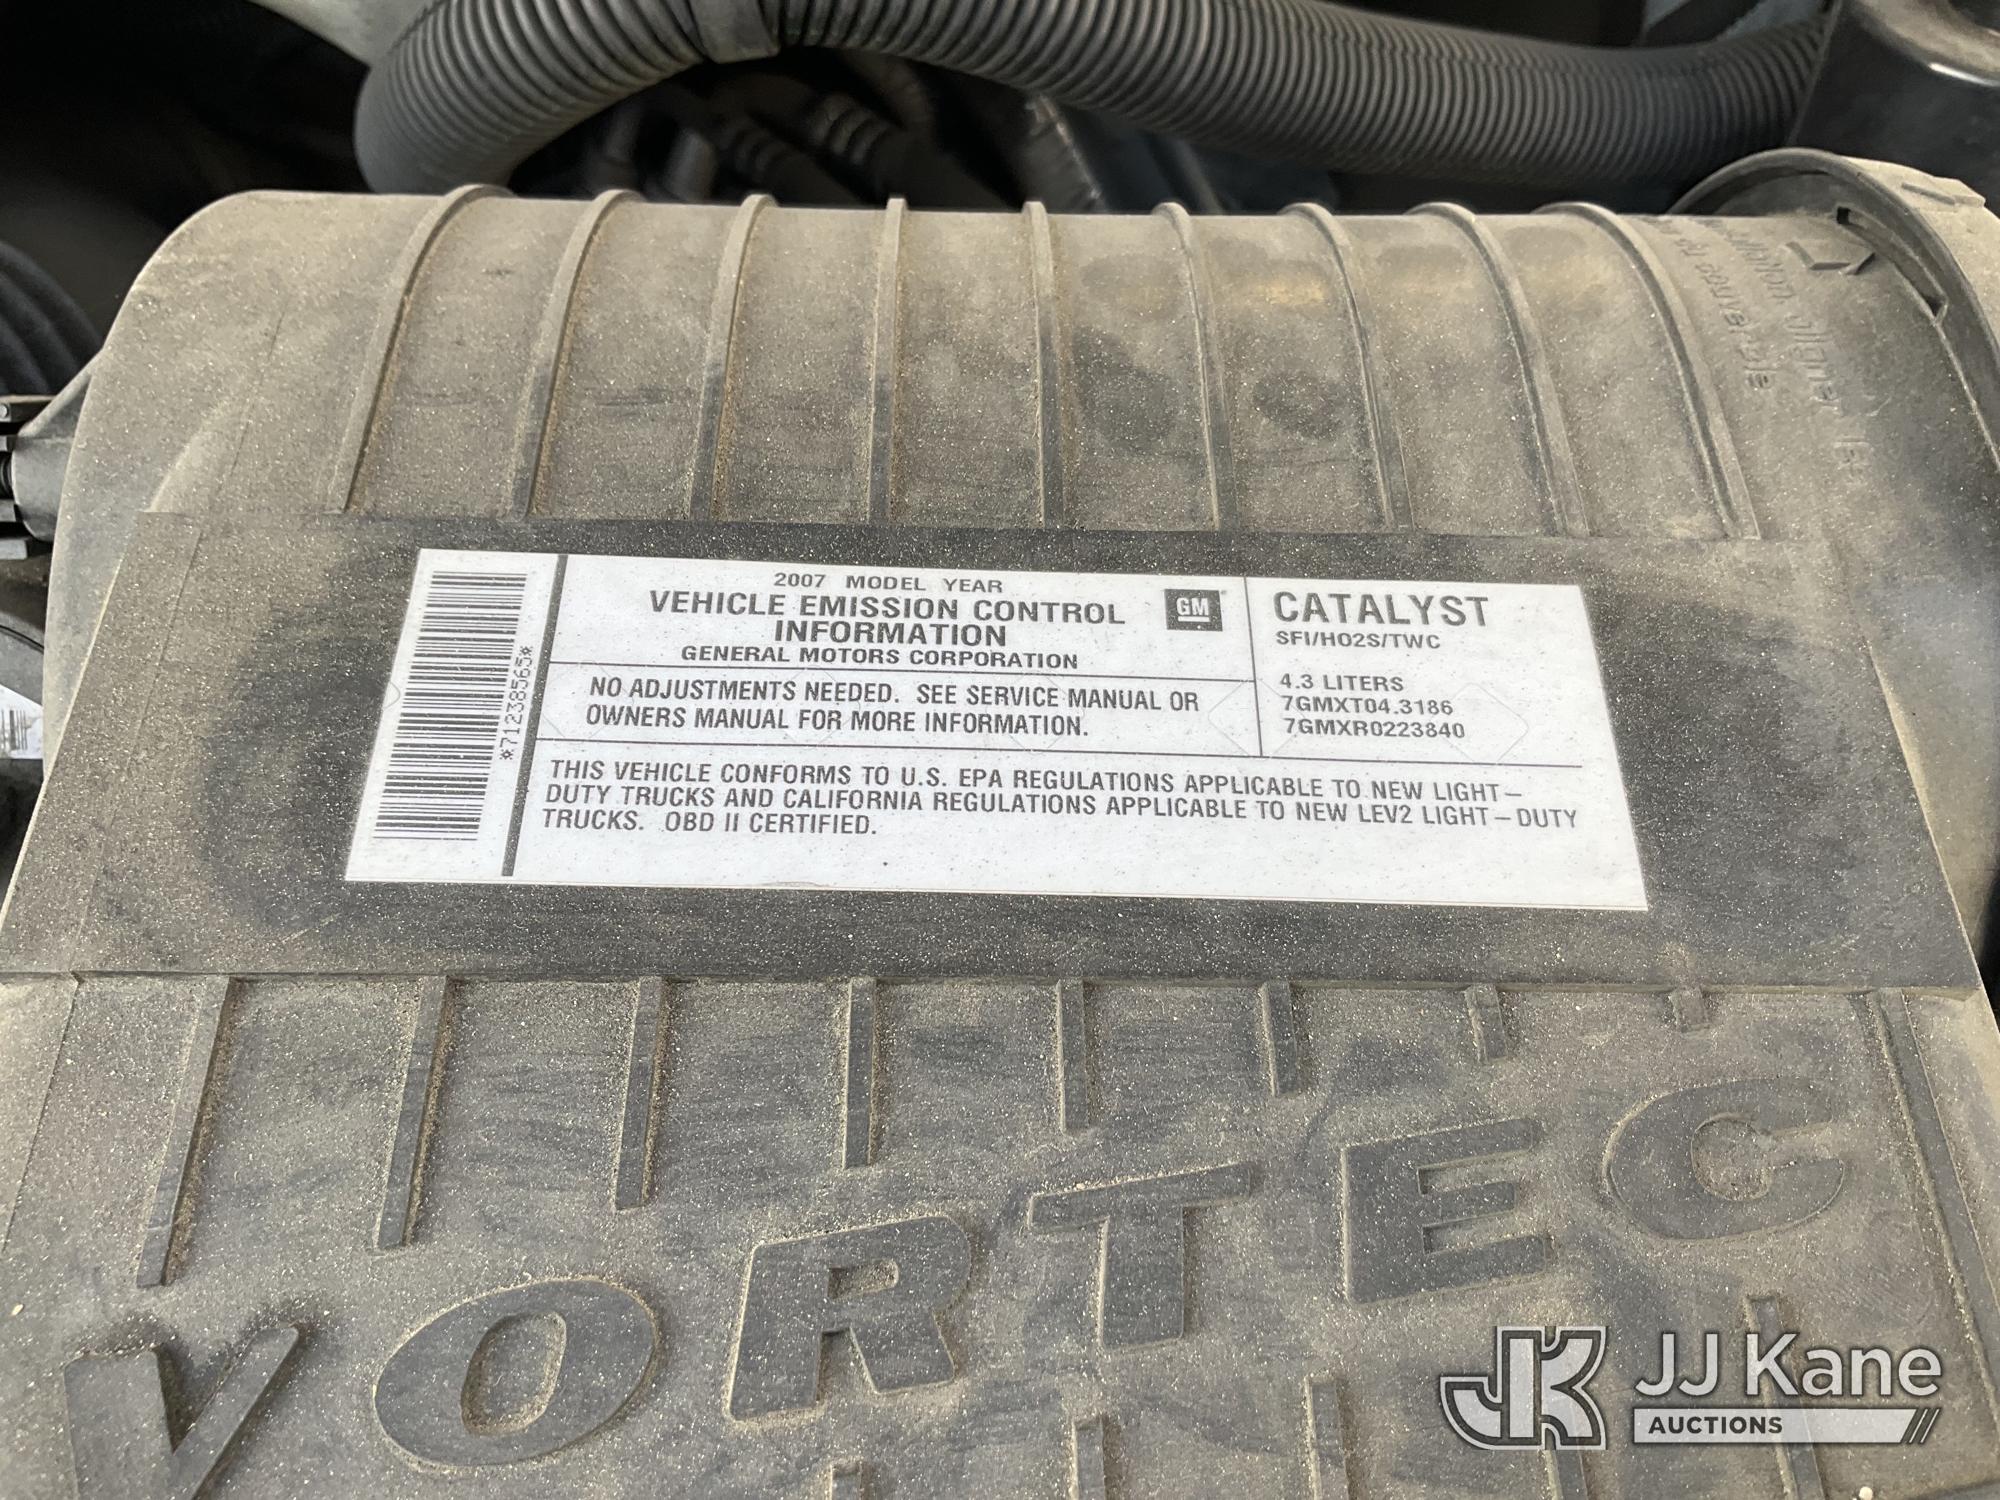 2007 MODEL YEAR
VEHICLE EMISSION CONTROL
INFORMATION
GENERAL MOTORS CORPORATION
GM
NO ADJUSTMENTS NEEDED. SEE SERVICE MANUAL OR
OWNERS MANUAL FOR MORE INFORMATION.
CATALYST
SFI/HO2S/TWC
4.3 LITERS
7GMXT04.3186
7GMXR0223840
THIS VEHICLE CONFORMS TO U.S. EPA REGULATIONS APPLICABLE TO NEW LIGHT-
DUTY TRUCKS AND CALIFORNIA REGULATIONS APPLICABLE TO NEW LEV2 LIGHT-DUTY
TRUCKS. OBD II CERTIFIED.
*71238565*
VORTEC
JK JJ Kane
AUCTIONS